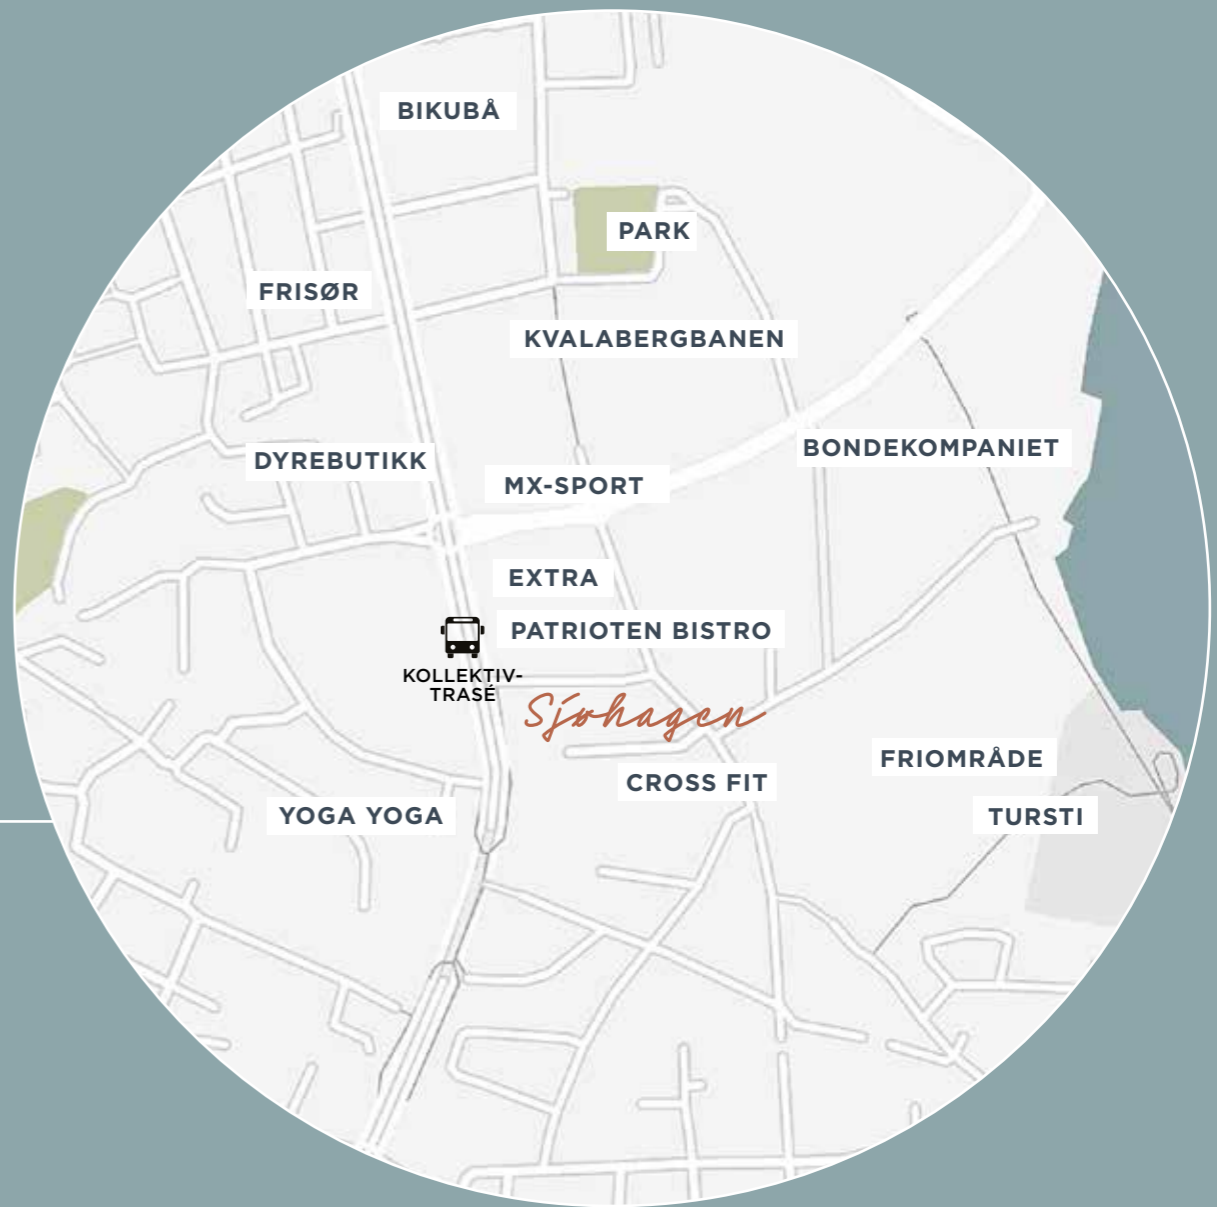 BIKUBÅ
PARK
FRISØR
KVALABERGBANEN
BONDEKOMPANIET
DYREBUTIKK
MX-SPORT
EXTRA
PATRIOTEN BISTRO
KOLLEKTIV-
TRASÉ
Sjøhagen
FRIOMRÅDE
CROSS FIT
YOGA YOGA
TURSTI